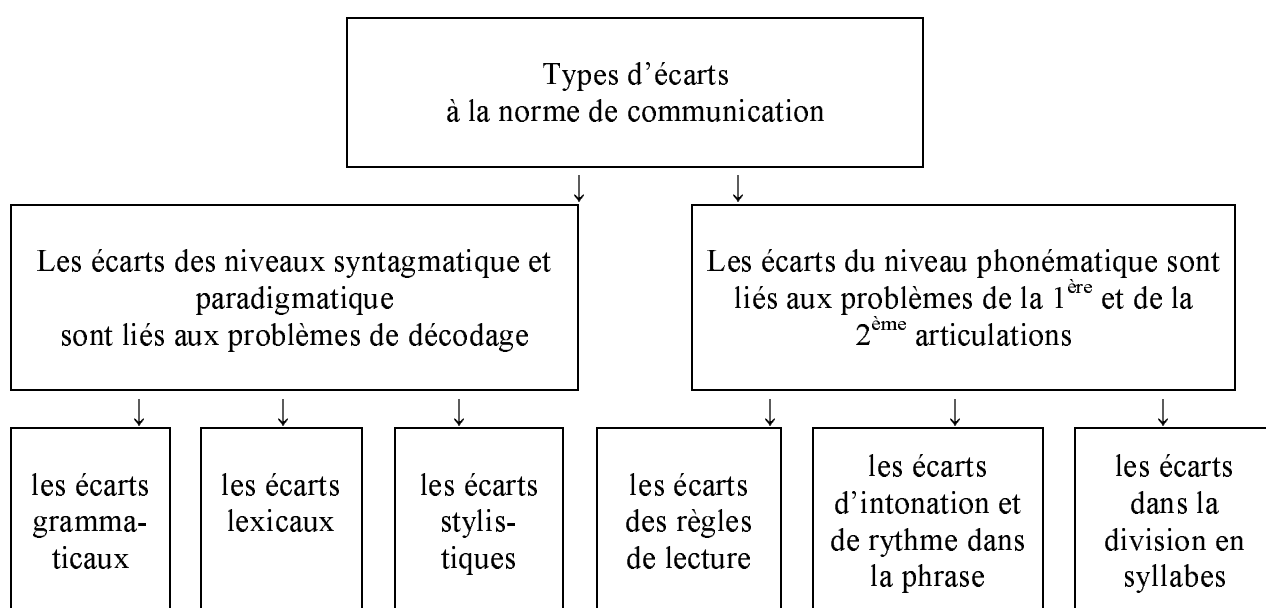 Types d’écarts
à la norme de communication
Les écarts des niveaux syntagmatique et
paradigmatique
sont liés aux problèmes de décodage
Les écarts du niveau phonématique sont
liés aux problèmes de la 1ère et de la
2ème articulations
les écarts
gramma-
ticaux
les écarts
lexicaux
les écarts
stylis-
tiques
les écarts
des règles
de lecture
les écarts
d’intonation et
de rythme dans
la phrase
les écarts
dans la
division en
syllabes